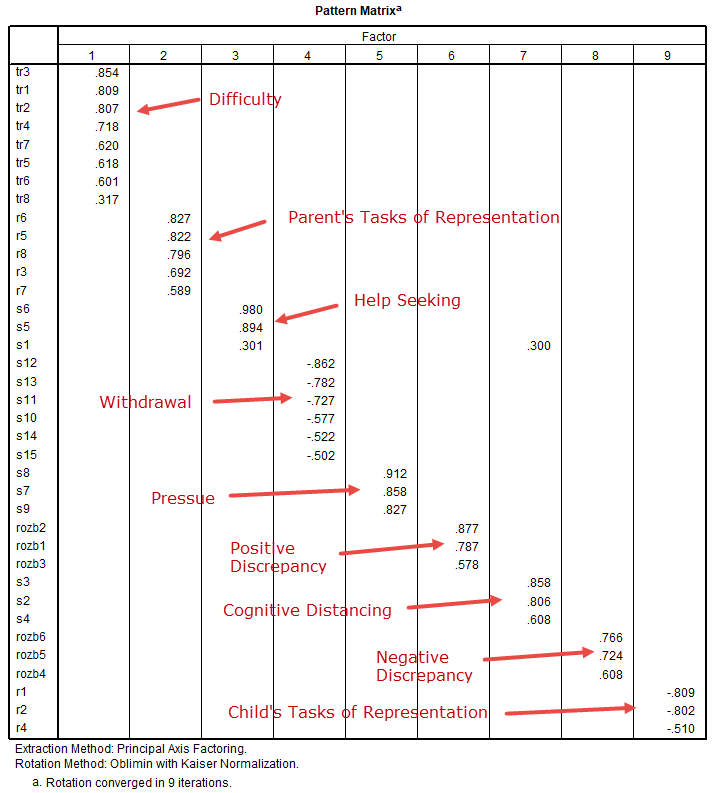 Pattern Matrixa
Factor
1 2 3 4 5 6 7 8 9
tr3 .854
tr1 .809
tr2 .807
Difficulty
tr4 .718
tr7 .620
tr5 .618
tr6 .601
tr8 .317
r6 .827
Parent's Tasks of Representation
r5 .822
r8 .796
r3 .692
r7 .589
s6 .980
Help Seeking
s5 .894
s1 .301 .300
s12 -.862
s13 -.782
s11 -.727
Withdrawal
s10 -.577
s14 -.522
s15 -.502
s8 .912
s7 .858
Pressue
s9 .827
rozb2 .877
rozb1 .787
Positive
Discrepancy
rozb3 .578
s3 .858
s2 .806
Cognitive Distancing
s4 .608
rozb6 .766
rozb5 .724
Negative
Discrepancy
rozb4 .608
r1 -.809
r2 -.802
Child's Tasks of Representation
r4 -.510
Extraction Method: Principal Axis Factoring.
Rotation Method: Oblimin with Kaiser Normalization.
a. Rotation converged in 9 iterations.